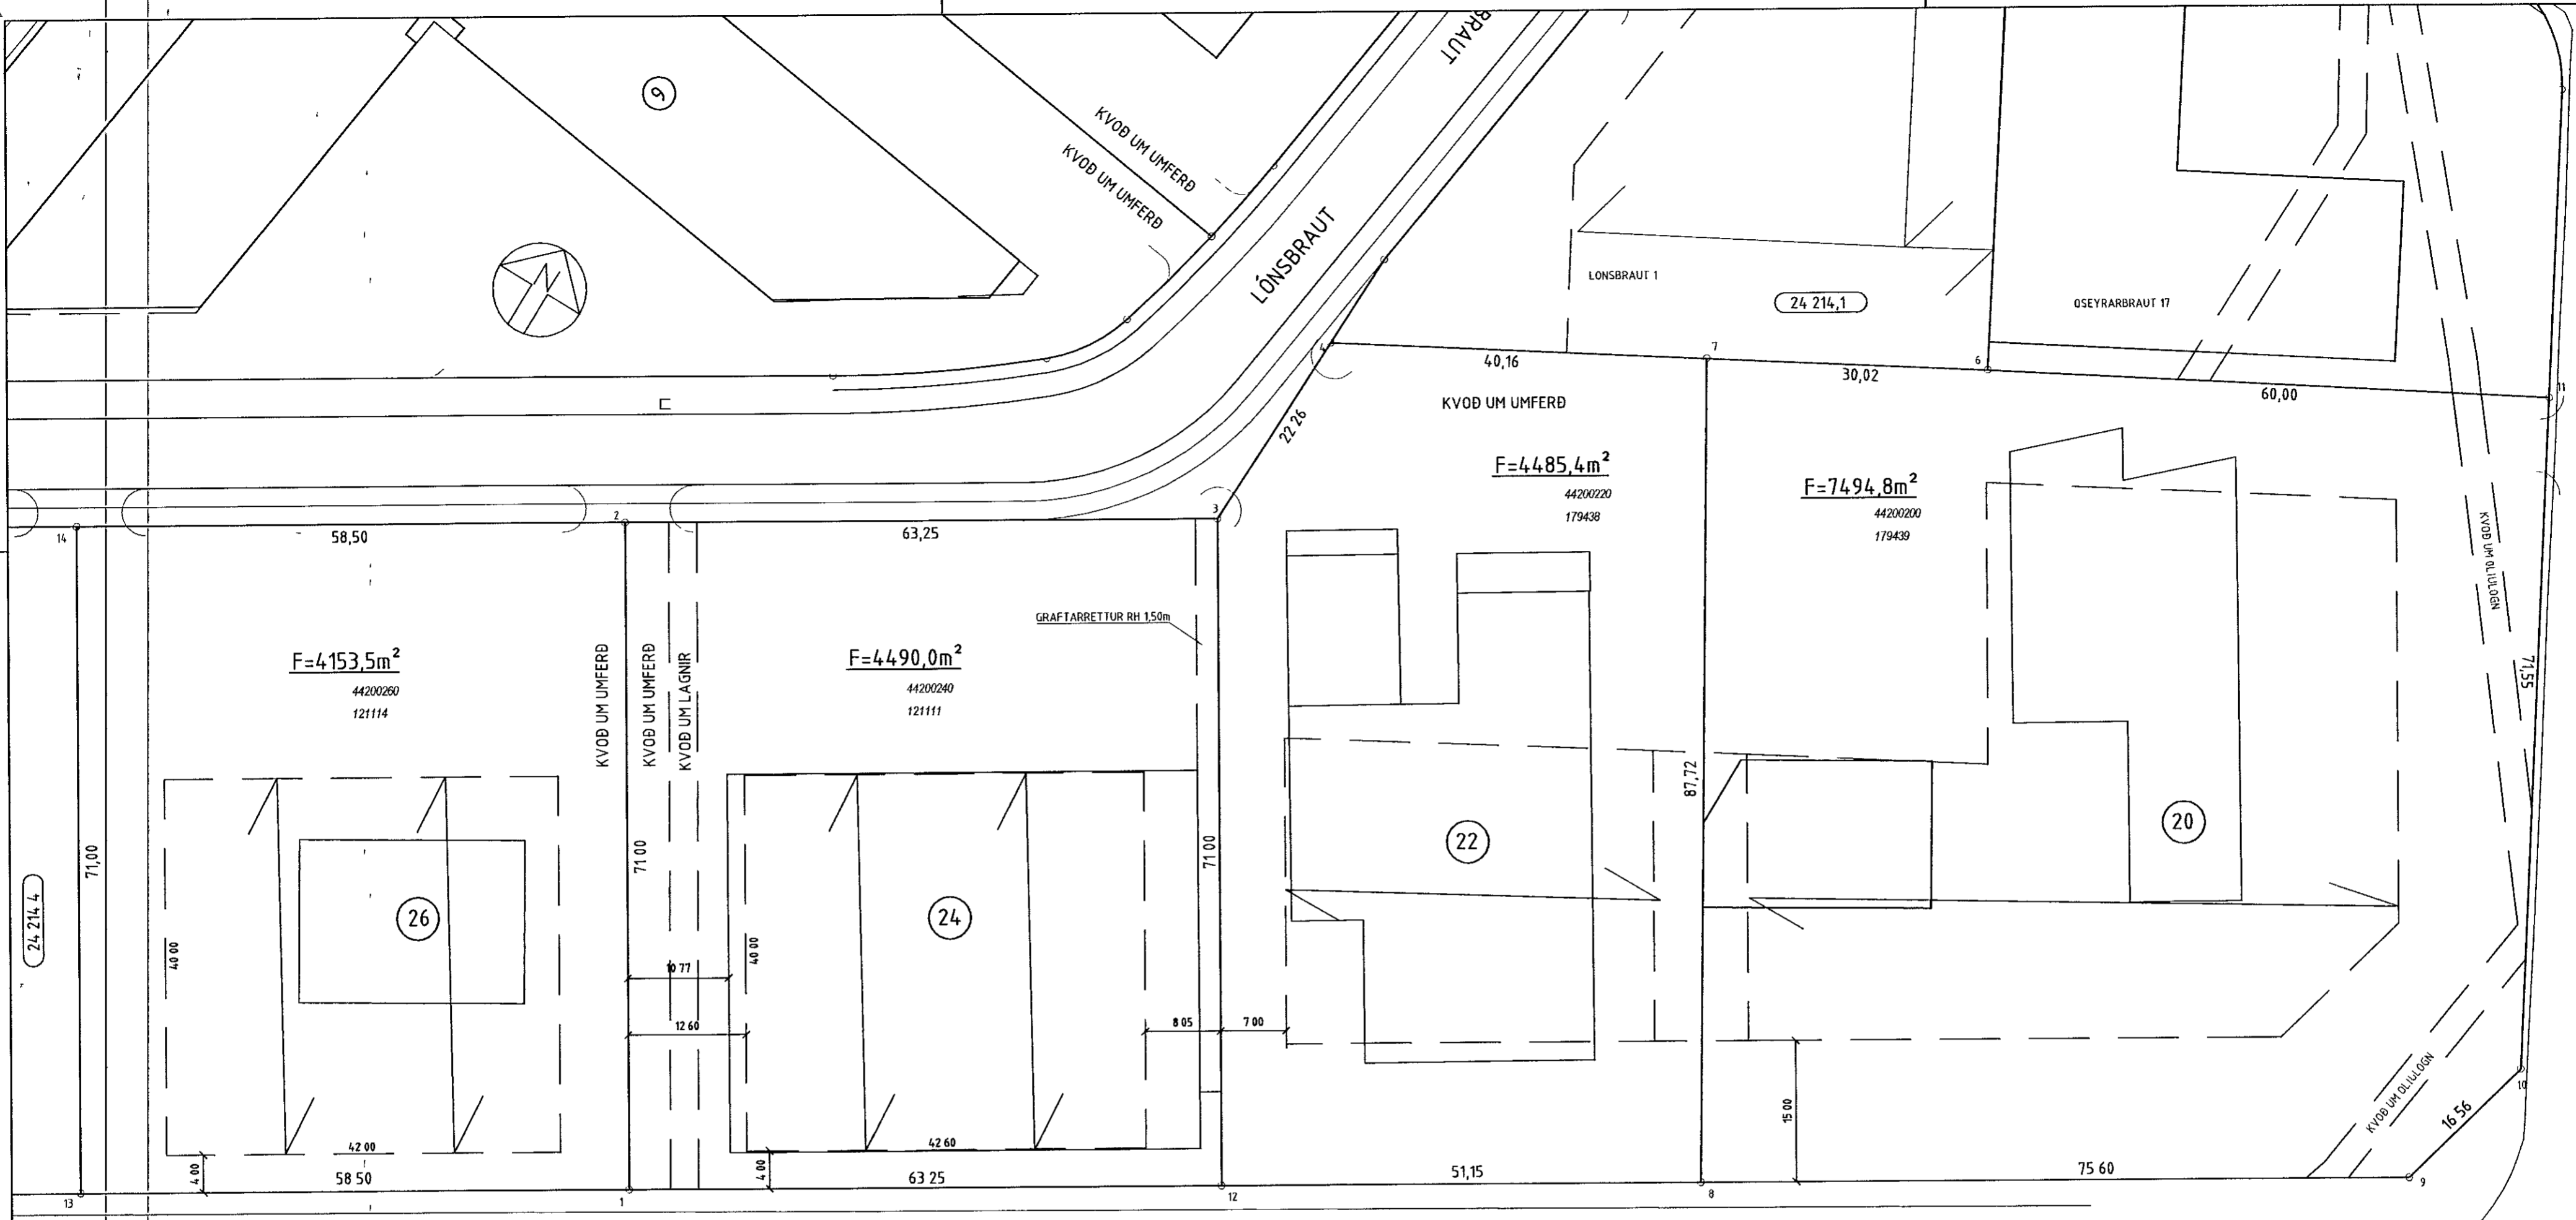 BRAUT
9
KVOÐ UM UMFERÐ
KVOÐ UM UMFERÐ
N
LÓNSBRAUT
LONSBRAUT 1
24 214,1
OSEYRARBRAUT 17
4
40,16
7
30,02
6
60,00
11
22 26
KVOÐ UM UMFERÐ
F=4485,4m²
44200220
179438
F=7494,8m²
44200200
179439
KVOÐ UM OLIULOGN
71,55
14
58,50
2
63,25
3
GRAFTARRETTUR RH 1,50m
F=4153,5m²
44200260
121114
KVOÐ UM UMFERÐ
KVOÐ UM UMFERÐ
KVOÐ UM LAGNIR
F=4490,0m²
44200240
121111
87,72
24 214 4
71,00
40 00
26
71 00
10 77
12 60
40 00
24
71 00
8 05
7 00
22
20
15 00
KVOÐ UM OLIULOGN
16 56
10
42 00
4 00
58 50
42 60
4 00
63 25
51,15
75 60
13
1
12
8
9